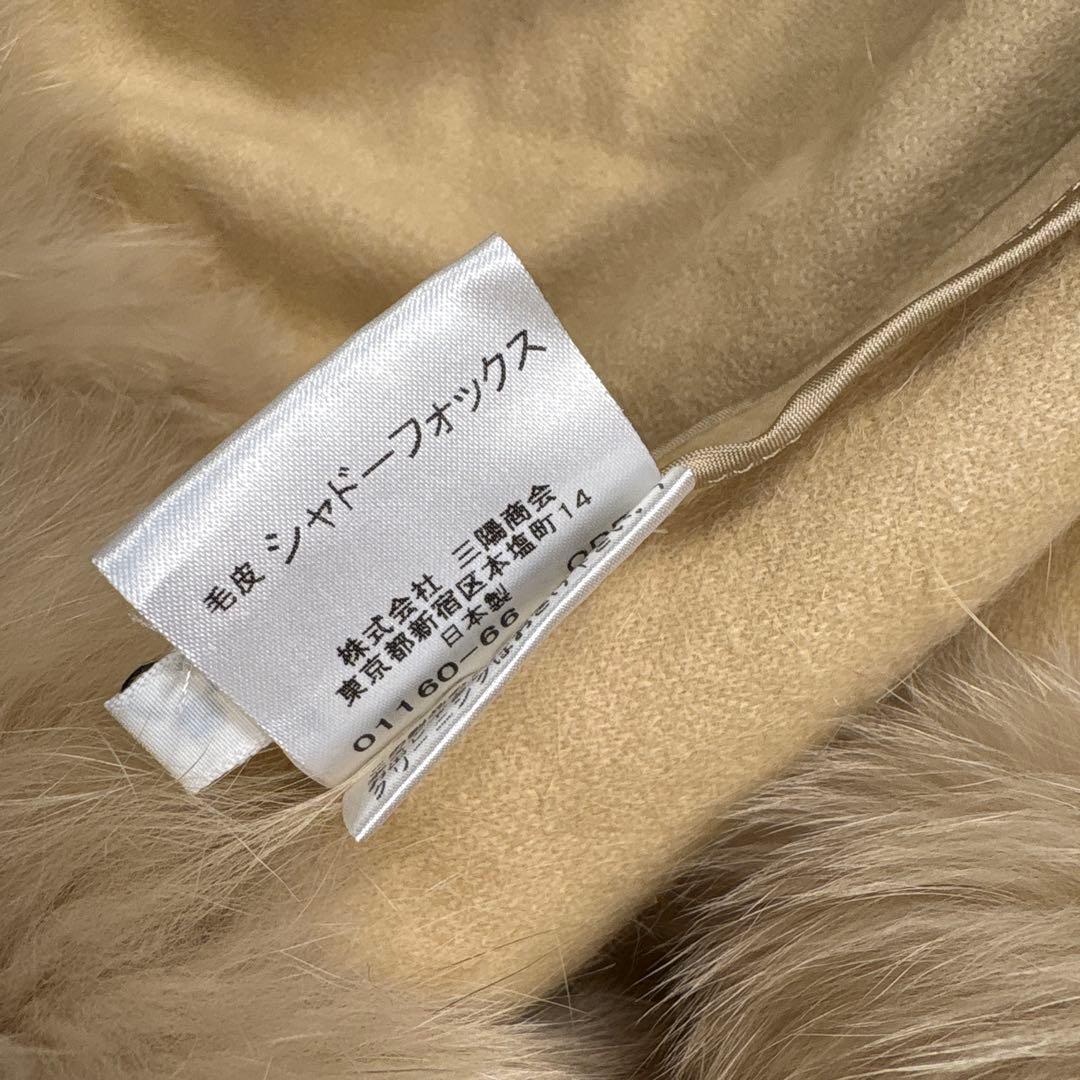 毛皮 シャドーフォックス
株式会社 三陽商会
東京都新宿区本塩町14
日本製
01160-66